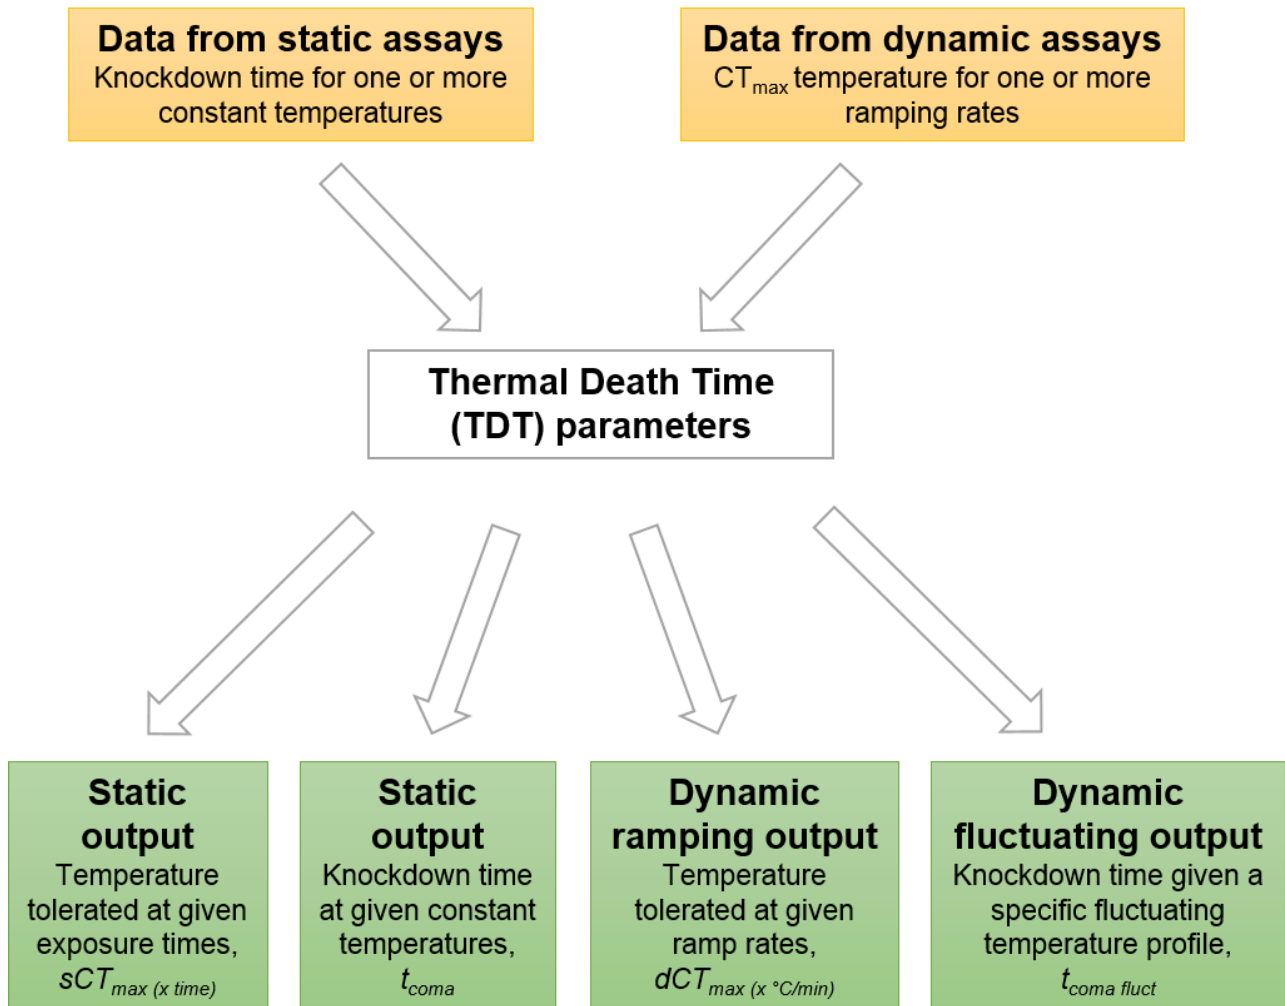 Data from static assays
Knockdown time for one or more
constant temperatures
Data from dynamic assays
CTmax temperature for one or more
ramping rates
Thermal Death Time
(TDT) parameters
Static
output
Temperature
tolerated at given
exposure times,
sCTmax (x time)
Static
output
Knockdown time
at given constant
temperatures,
tcoma
Dynamic
ramping output
Temperature
tolerated at given
ramp rates,
dCTmax (x °C/min)
Dynamic
fluctuating output
Knockdown time given a
specific fluctuating
temperature profile,
tcoma fluct